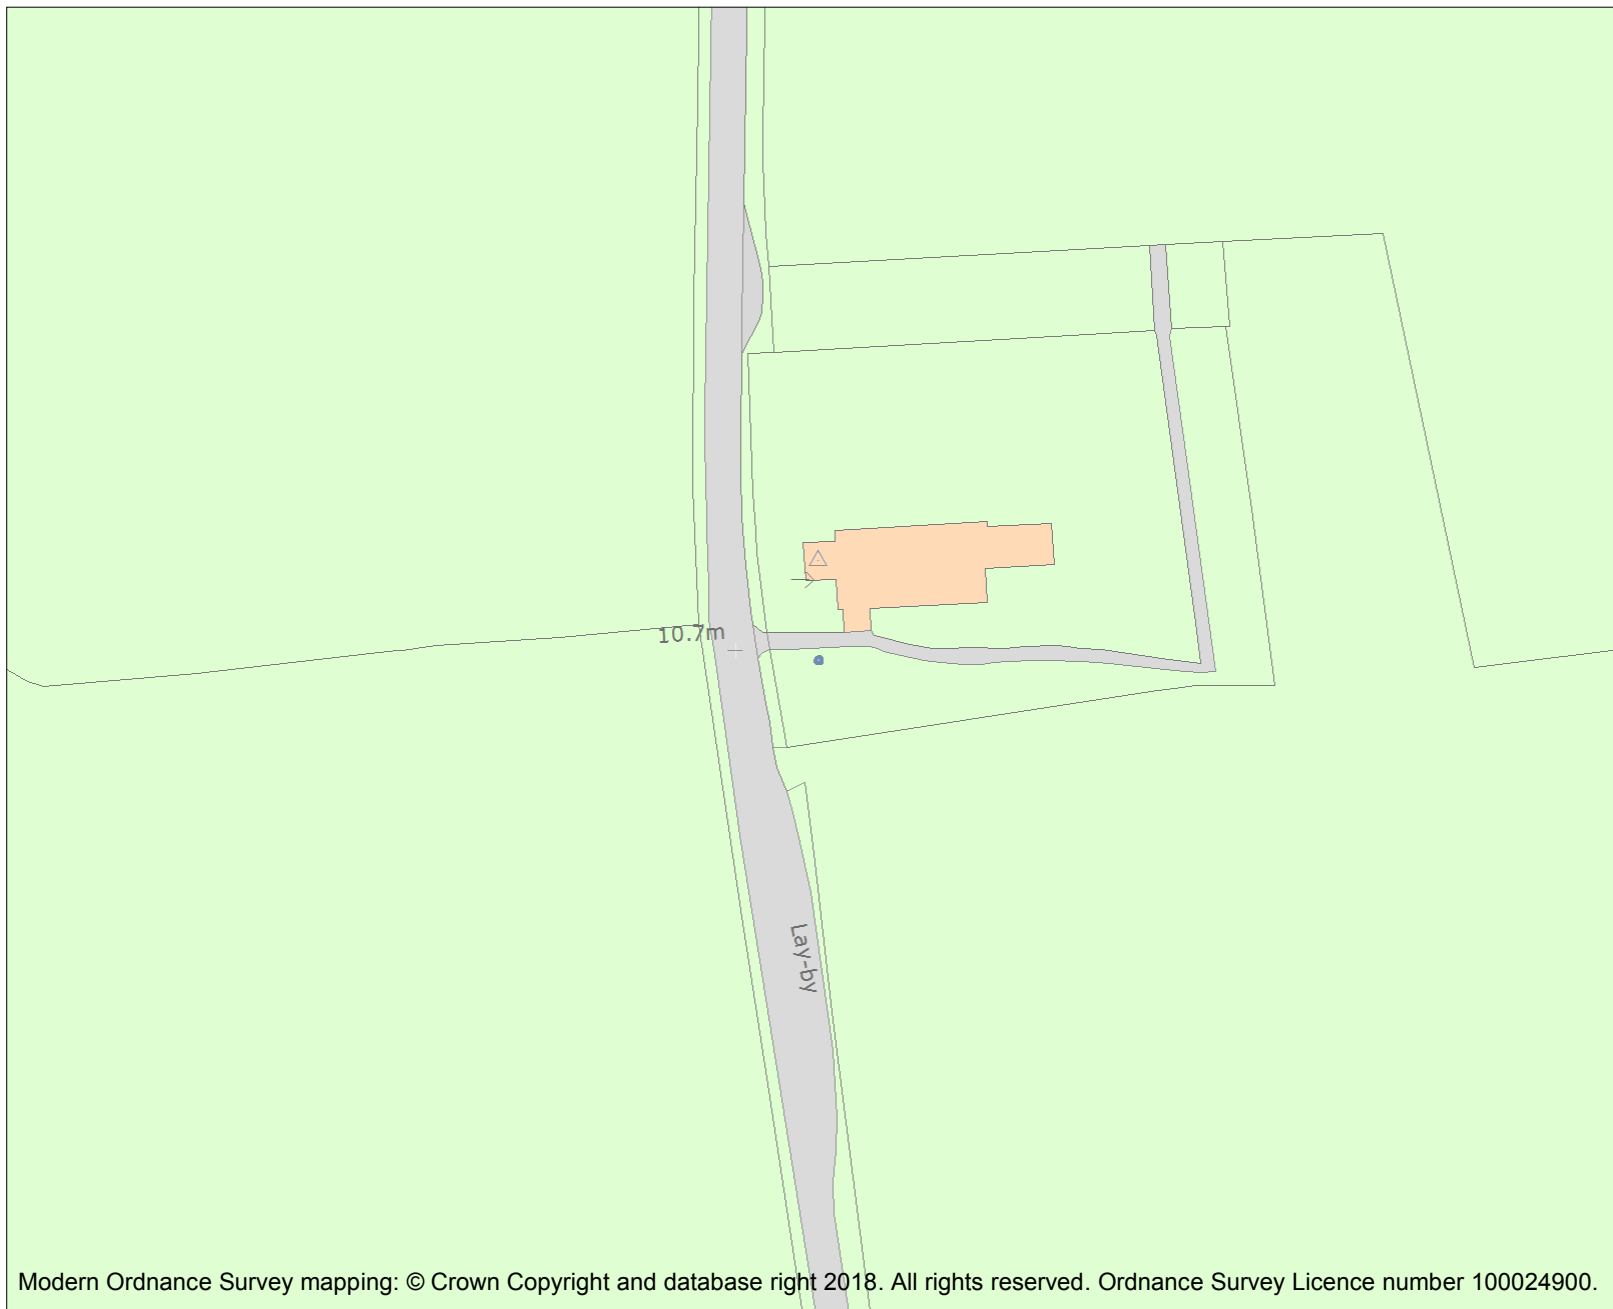 10.7m
Lay-by
Modern Ordnance Survey mapping: © Crown Copyright and database right 2018. All rights reserved. Ordnance Survey Licence number 100024900.